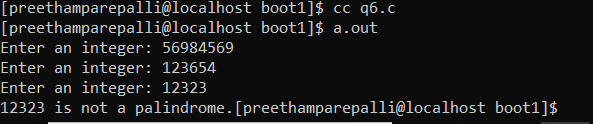 [preethamparepalli@localhost boot1]$ cc q6.c
[preethamparepalli@localhost boot1]$ a.out
Enter an integer: 56984569
Enter an integer: 123654
Enter an integer: 12323
12323 is not a palindrome.[preethamparepalli@localhost boot1]$